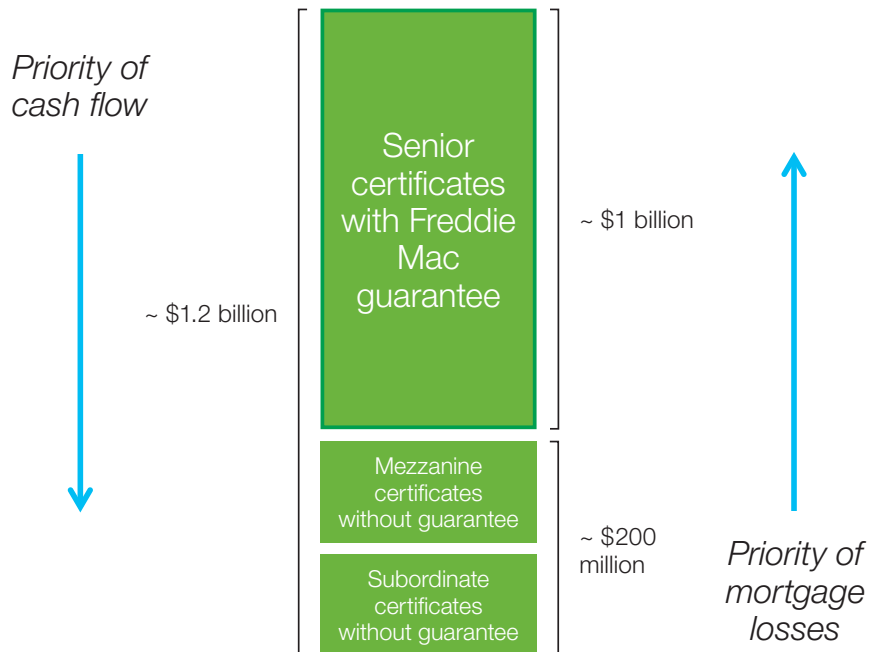 Priority of
cash flow
Senior
certificates
with Freddie
Mac
guarantee
~ $1 billion
~ $1.2 billion
Mezzanine
certificates
without guarantee
~ $200
million
Subordinate
certificates
without guarantee
Priority of
mortgage
losses